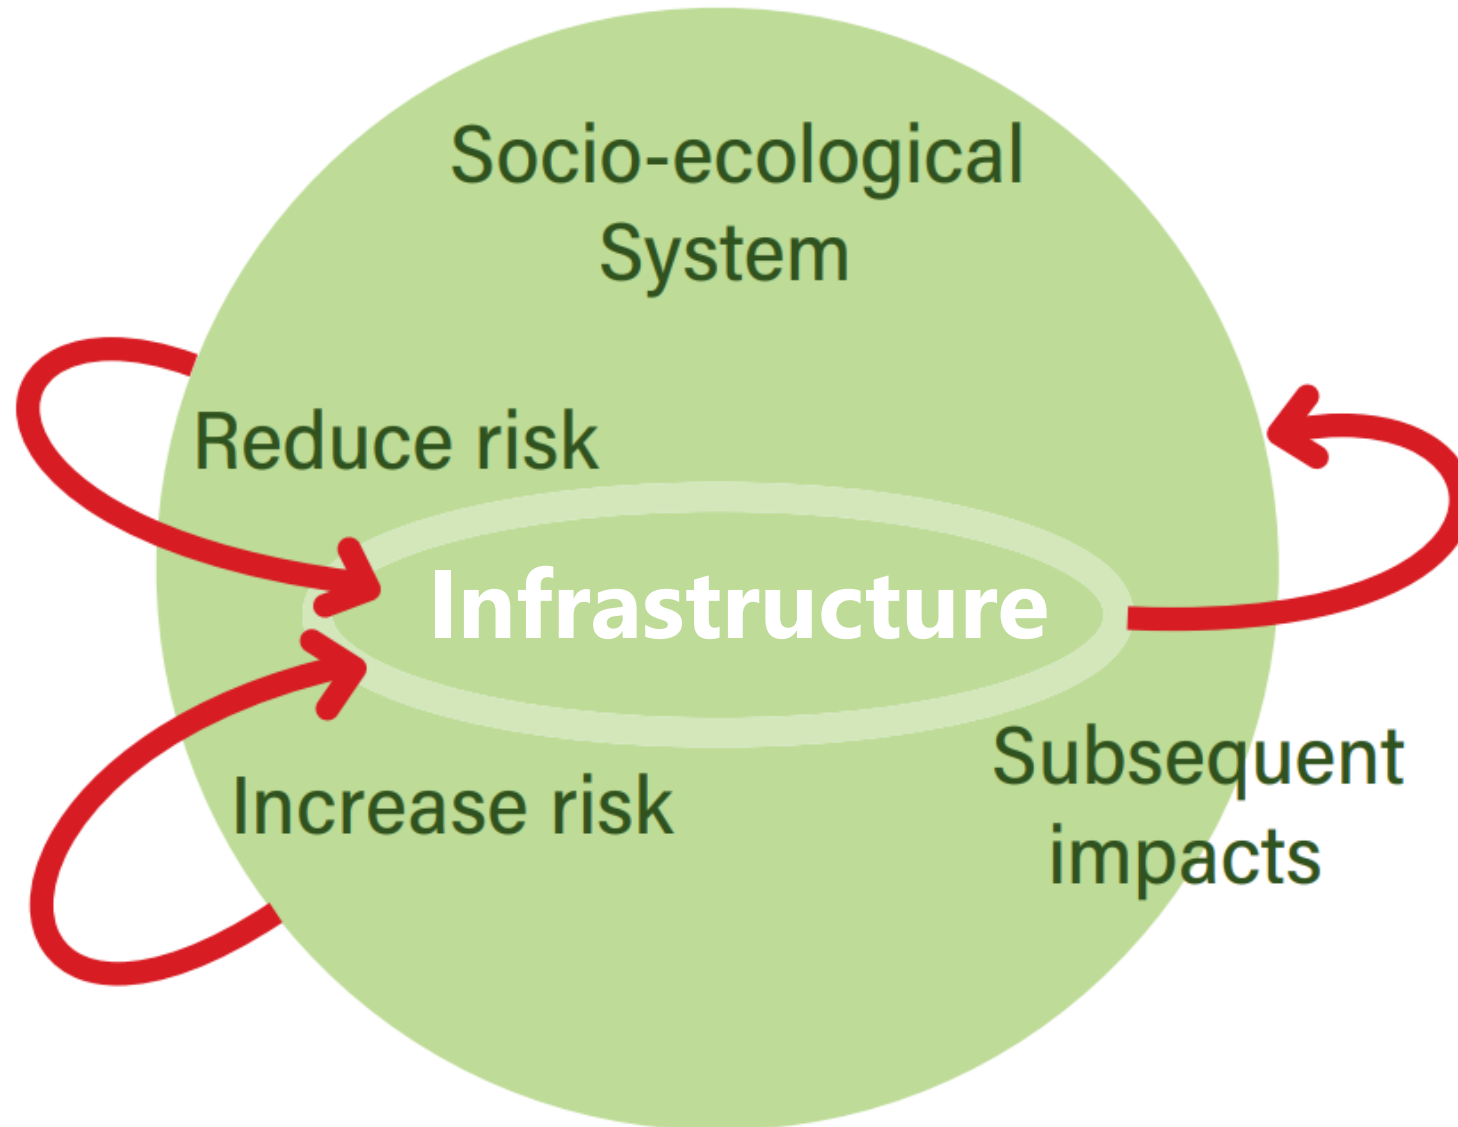 Socio-ecological
System
Reduce risk
Infrastructure
Increase risk
Subsequent
impacts